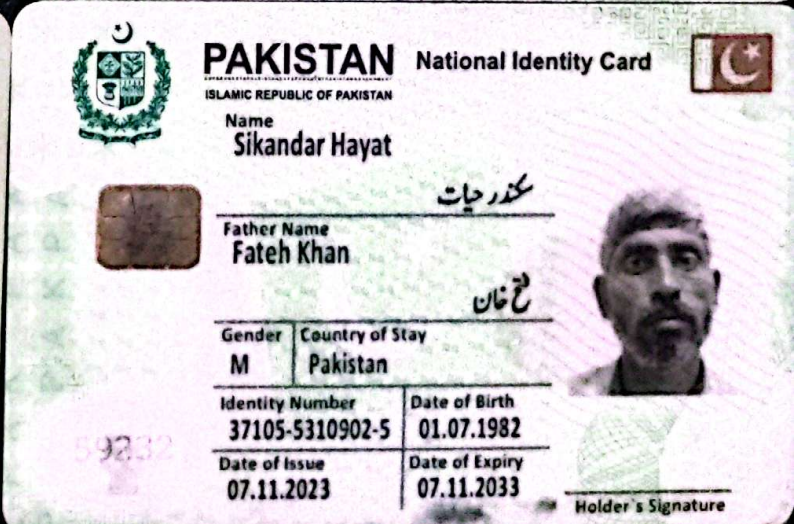 PAKISTAN National Identity Card
ISLAMIC REPUBLIC OF PAKISTAN
Name
Sikandar Hayat
سکندر حیات
Father Name
Fateh Khan
فتح خان
Gender Country of Stay
M Pakistan
Identity Number Date of Birth
37105-5310902-5 01.07.1982
Date of Issue Date of Expiry
07.11.2023 07.11.2033
Holder's Signature